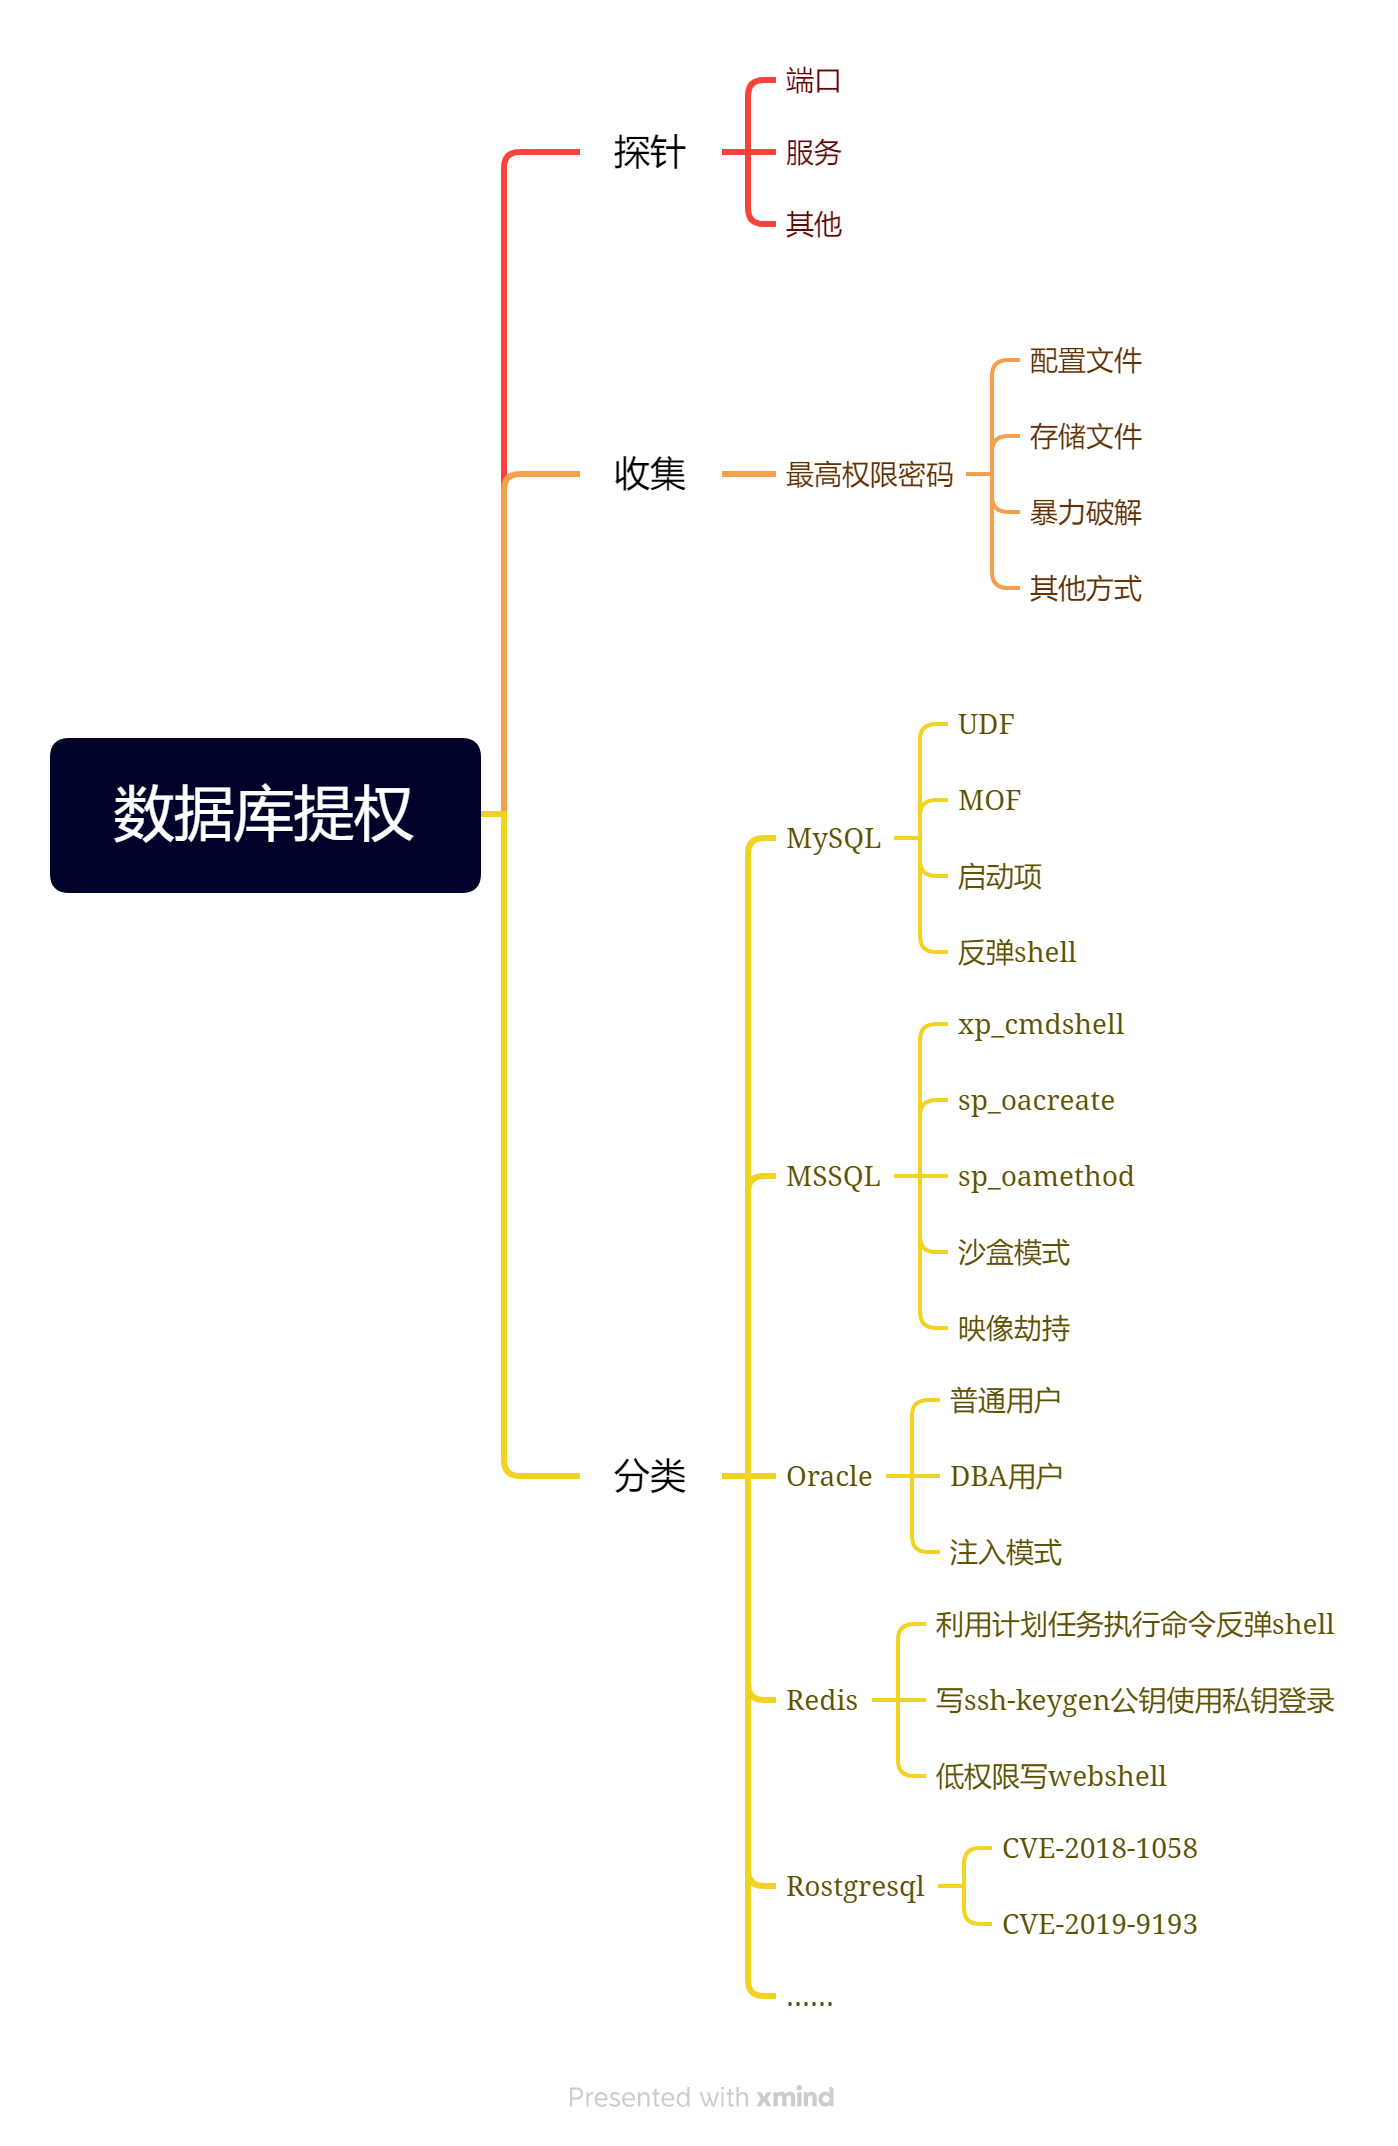 数据库提权
探针
端口
服务
其他
收集
最高权限密码
配置文件
存储文件
暴力破解
其他方式
分类
MySQL
UDF
MOF
启动项
反弹shell
MSSQL
xp_cmdshell
sp_oacreate
sp_oamethod
沙盒模式
映像劫持
Oracle
普通用户
DBA用户
注入模式
Redis
利用计划任务执行命令反弹shell
写ssh-keygen公钥使用私钥登录
低权限写webshell
Rostgresql
CVE-2018-1058
CVE-2019-9193
......
Presented with xmind